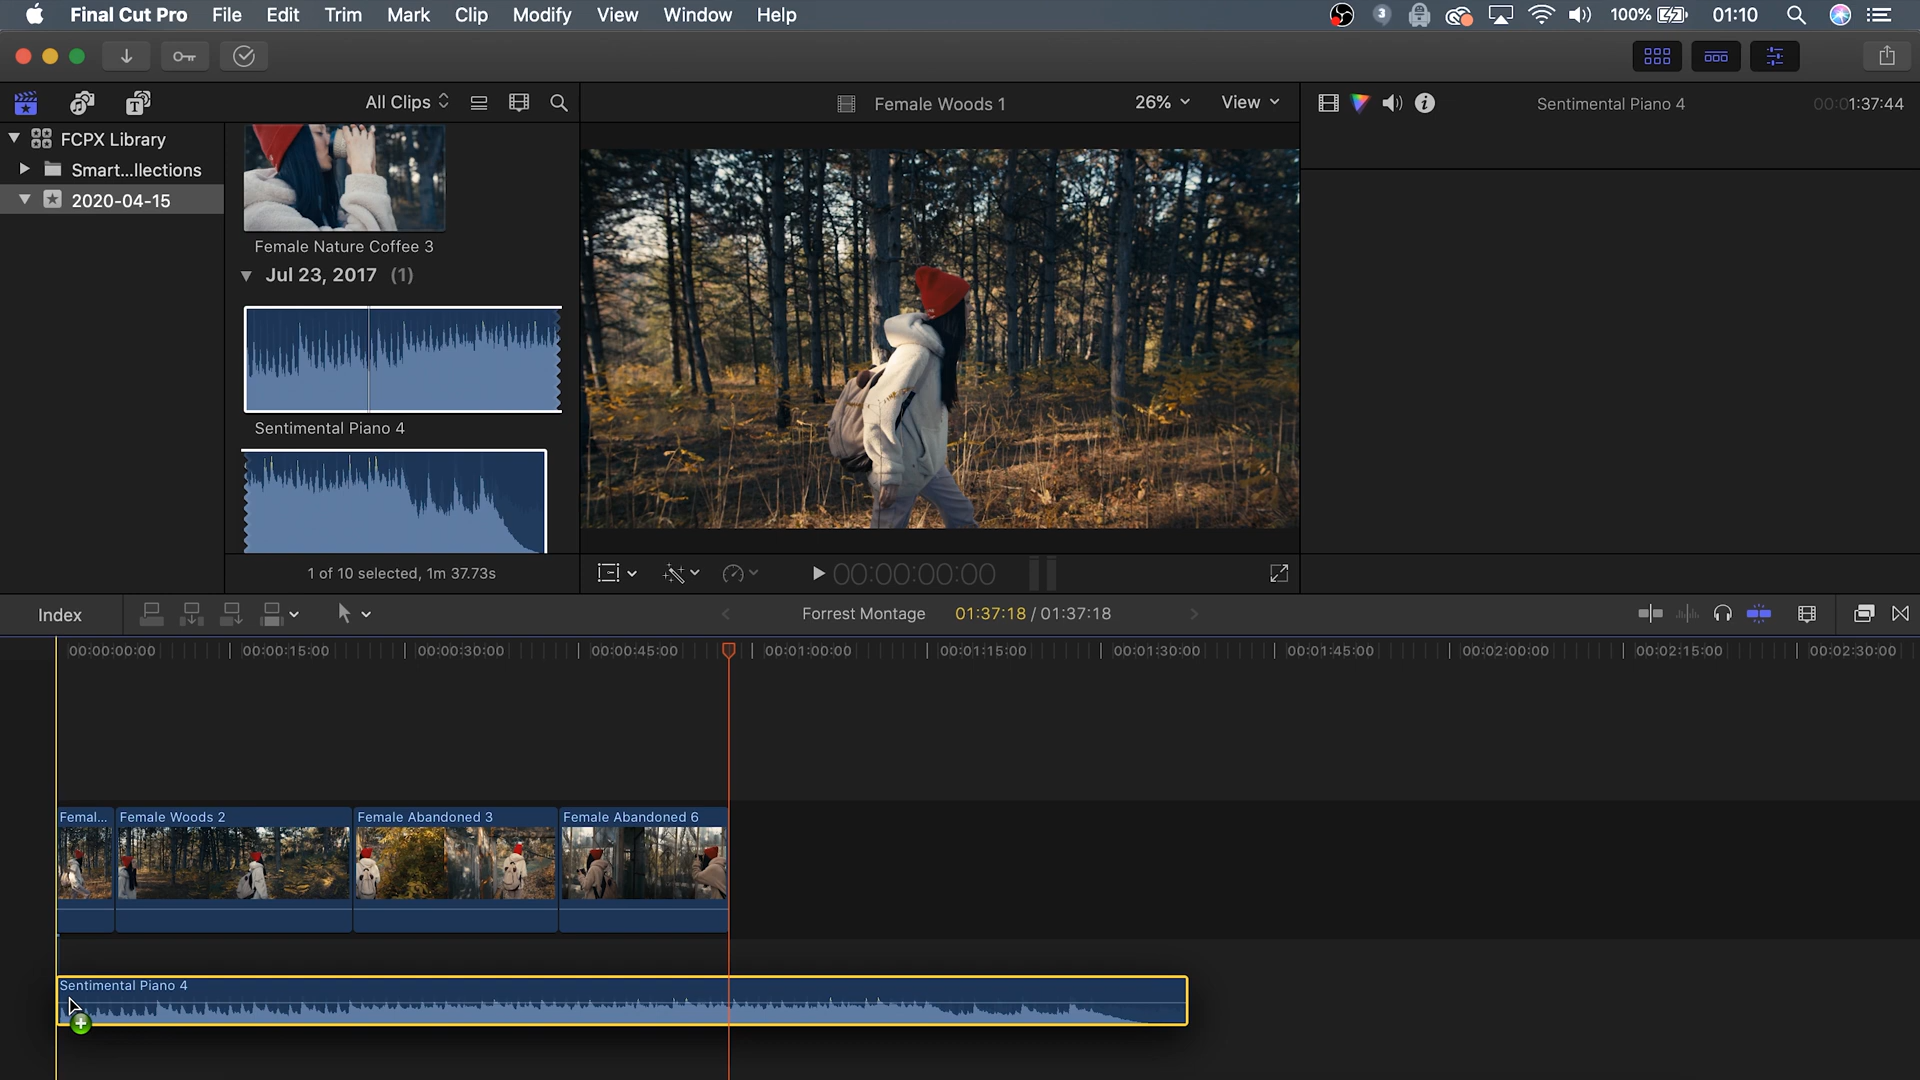 Final Cut Pro File Edit Trim Mark Clip Modify View Window Help 3 100% 01:10
All Clips Female Woods 1 26% View Sentimental Piano 4 00:01:37:44
FCPX Library
Smart...llections
2020-04-15
Female Nature Coffee 3
Jul 23, 2017 (1)
Sentimental Piano 4
1 of 10 selected, 1m 37.73s
00:00:00:00
Index Forrest Montage 01:37:18 / 01:37:18
00:00:00:00 00:00:15:00 00:00:30:00 00:00:45:00 00:01:00:00 00:01:15:00 00:01:30:00 00:01:45:00 00:02:00:00 00:02:15:00 00:02:30:00
Femal... Female Woods 2 Female Abandoned 3 Female Abandoned 6
Sentimental Piano 4